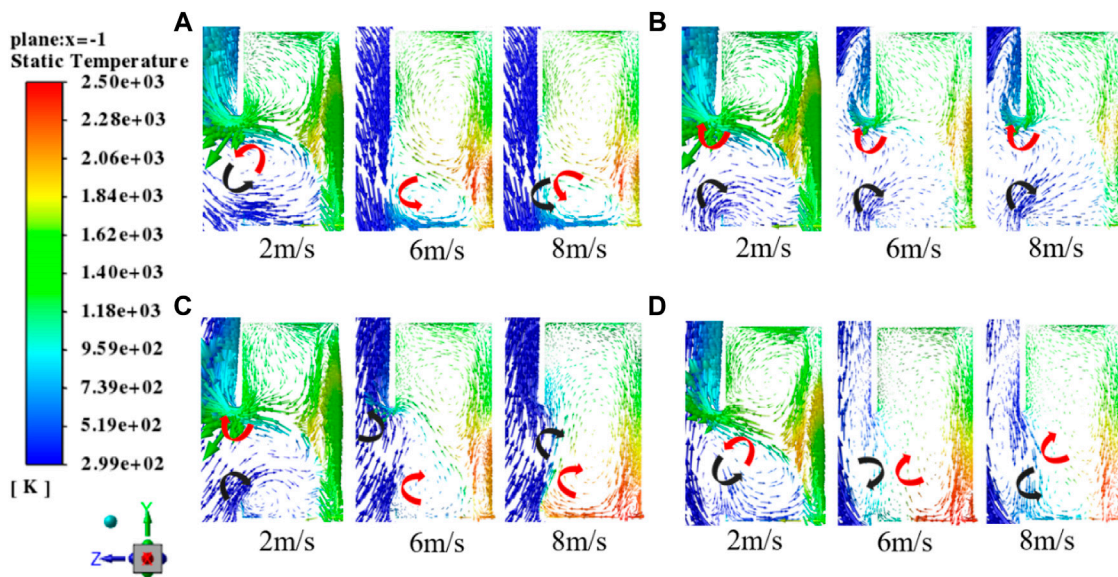 plane:x=-1
Static Temperature
2.50e+03
2.28e+03
2.06e+03
1.84e+03
1.62e+03
1.40e+03
1.18e+03
9.59e+02
7.39e+02
5.19e+02
2.99e+02
[ K ]
Y
Z
X
A
2m/s
6m/s
8m/s
B
2m/s
6m/s
8m/s
C
2m/s
6m/s
8m/s
D
2m/s
6m/s
8m/s